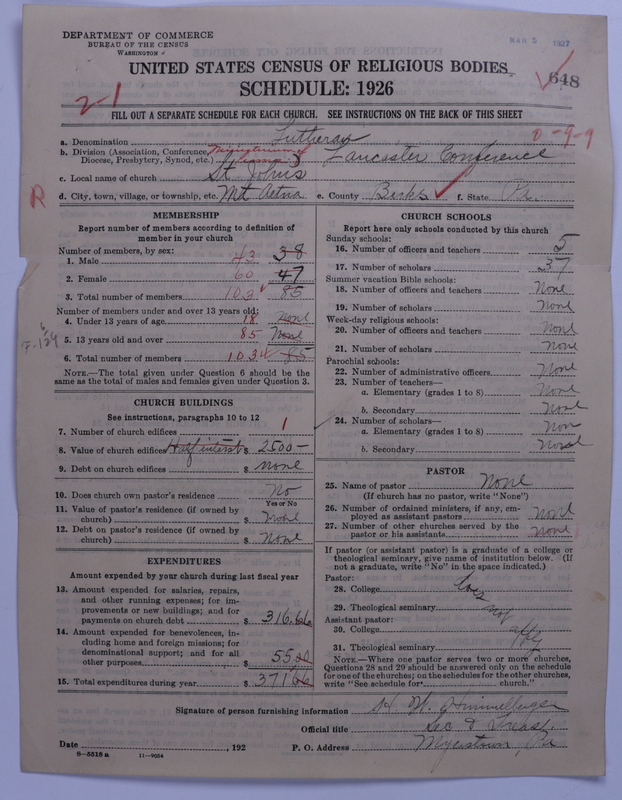 DEPARTMENT OF COMMERCE
BUREAU OF THE CENSUS
WASHINGTON
MAR 5 1927
UNITED STATES CENSUS OF RELIGIOUS BODIES
648
SCHEDULE: 1926
2-1
FILL OUT A SEPARATE SCHEDULE FOR EACH CHURCH. SEE INSTRUCTIONS ON THE BACK OF THIS SHEET
a. Denomination Lutheran
0-9-9
b. Division (Association, Conference, Diocese, Presbytery, Synod, etc.) Ministerium of Penna. Lancaster Conference
c. Local name of church St Johns
R
d. City, town, village, or township, etc. Mt Aetna e. County Berks f. State Pa.
MEMBERSHIP
Report number of members according to definition of member in your church
Number of members, by sex:
1. Male 43 38
2. Female 60 47
3. Total number of members 103 85
Number of members under and over 13 years old:
4. Under 13 years of age 18 None
5. 13 years old and over 85 None
6. Total number of members 103 85
NOTE.—The total given under Question 6 should be the same as the total of males and females given under Question 3.
CHURCH BUILDINGS
See instructions, paragraphs 10 to 12
7. Number of church edifices 1
8. Value of church edifices Half interest $ 2500-
9. Debt on church edifices $ none
10. Does church own pastor's residence No
Yes or No
11. Value of pastor's residence (if owned by church) $ None
12. Debt on pastor's residence (if owned by church) $ None
EXPENDITURES
Amount expended by your church during last fiscal year
13. Amount expended for salaries, repairs, and other running expenses; for improvements or new buildings; and for payments on church debt $ 316.66
14. Amount expended for benevolences, including home and foreign missions; for denominational support; and for all other purposes $ 55.00
15. Total expenditures during year $ 371.66
CHURCH SCHOOLS
Report here only schools conducted by this church
Sunday schools:
16. Number of officers and teachers 5
17. Number of scholars 37
Summer vacation Bible schools:
18. Number of officers and teachers None
19. Number of scholars None
Week-day religious schools:
20. Number of officers and teachers None
21. Number of scholars None
Parochial schools:
22. Number of administrative officers None
23. Number of teachers—
a. Elementary (grades 1 to 8) None
b. Secondary None
24. Number of scholars—
a. Elementary (grades 1 to 8) Non
b. Secondary None
PASTOR
25. Name of pastor None
(If church has no pastor, write "None")
26. Number of ordained ministers, if any, employed as assistant pastors None
27. Number of other churches served by the pastor or his assistants None
If pastor (or assistant pastor) is a graduate of a college or theological seminary, give name of institution below. (If not a graduate, write "No" in the space indicated.)
Pastor:
28. College
29. Theological seminary not
Assistant pastor:
30. College
31. Theological seminary
NOTE.—Where one pastor serves two or more churches, Questions 28 and 29 should be answered only on the schedule for one of the churches; on the schedules for the other churches, write "See schedule for church."
Signature of person furnishing information H. W. Himmelberger
Official title Sec & Treas.
Date , 192 P. O. Address Myerstown, Pa
8-5518 a 11-9054